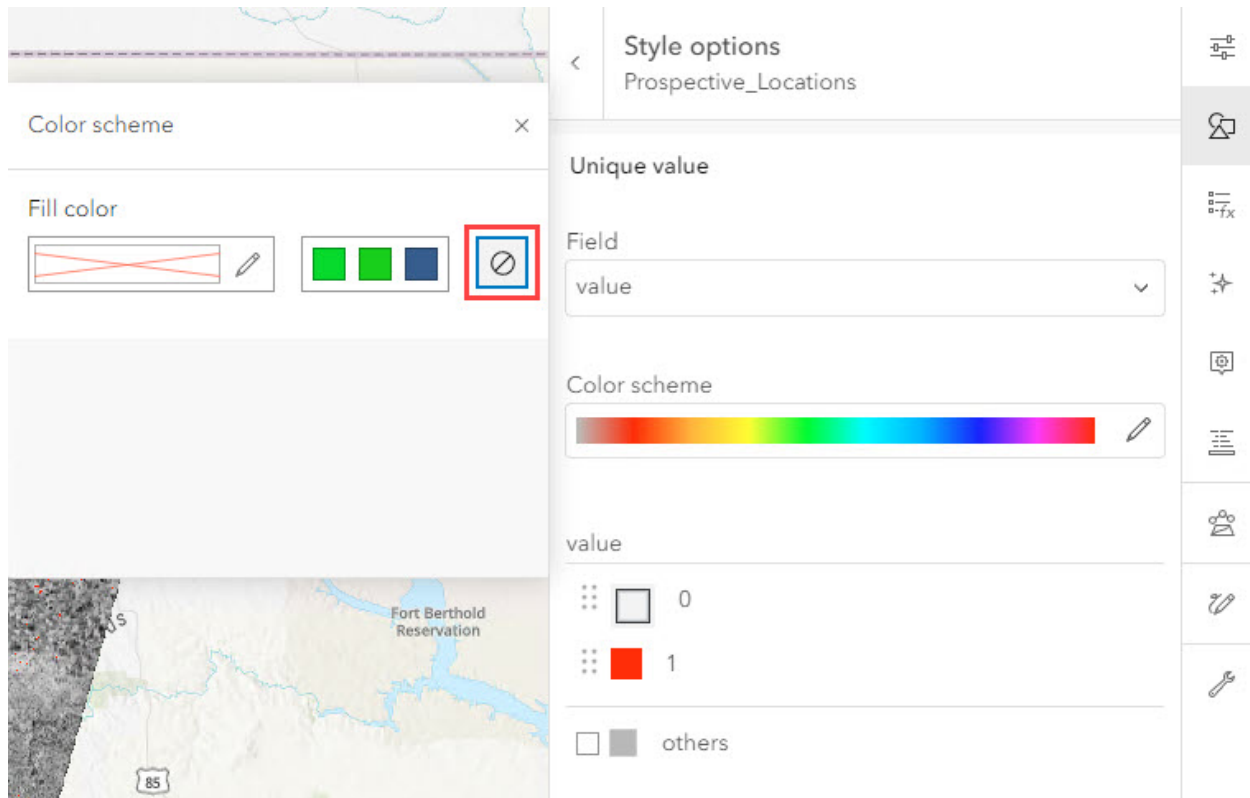 Style options
Prospective_Locations
Color scheme
Unique value
Fill color
Field
value
Color scheme
value
0
Fort Berthold
Reservation
1
others
85